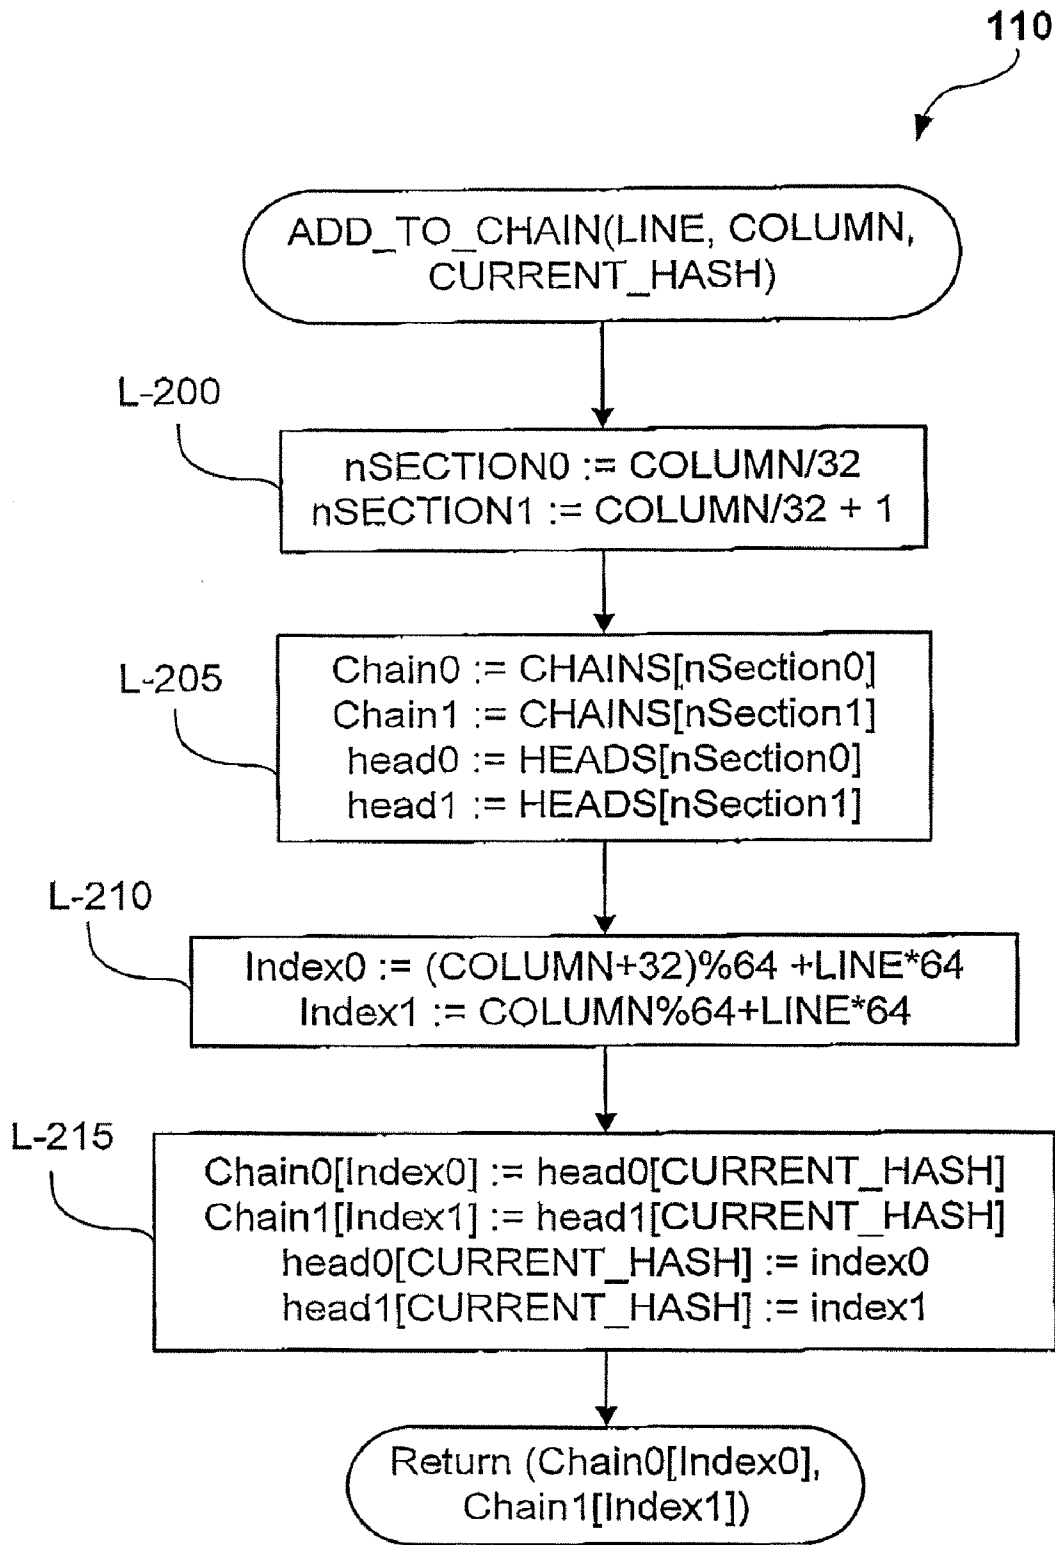 110
ADD_TO_CHAIN(LINE, COLUMN,
CURRENT_HASH)
L-200
nSECTION0 := COLUMN/32
nSECTION1 := COLUMN/32 + 1
L-205
Chain0 := CHAINS[nSection0]
Chain1 := CHAINS[nSection1]
head0 := HEADS[nSection0]
head1 := HEADS[nSection1]
L-210
Index0 := (COLUMN+32)%64 +LINE*64
Index1 := COLUMN%64+LINE*64
L-215
Chain0[Index0] := head0[CURRENT_HASH]
Chain1[Index1] := head1[CURRENT_HASH]
head0[CURRENT_HASH] := index0
head1[CURRENT_HASH] := index1
Return (Chain0[Index0],
Chain1[Index1])